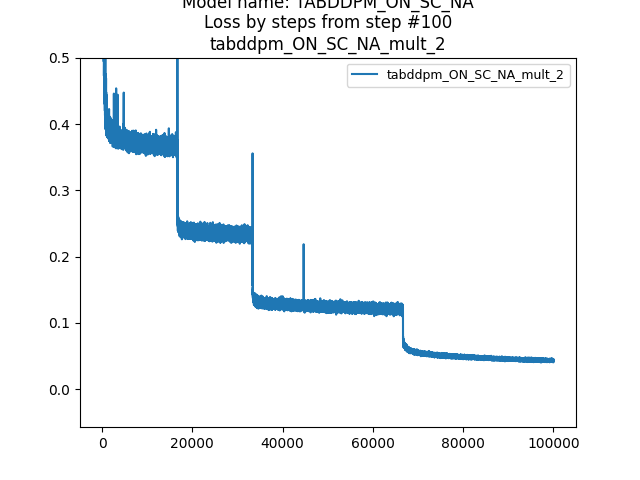 Model name: TABDDPM_ON_SC_NA
Loss by steps from step #100
tabddpm_ON_SC_NA_mult_2
tabddpm_ON_SC_NA_mult_2
0.5
0.4
0.3
0.2
0.1
0.0
0 20000 40000 60000 80000 100000